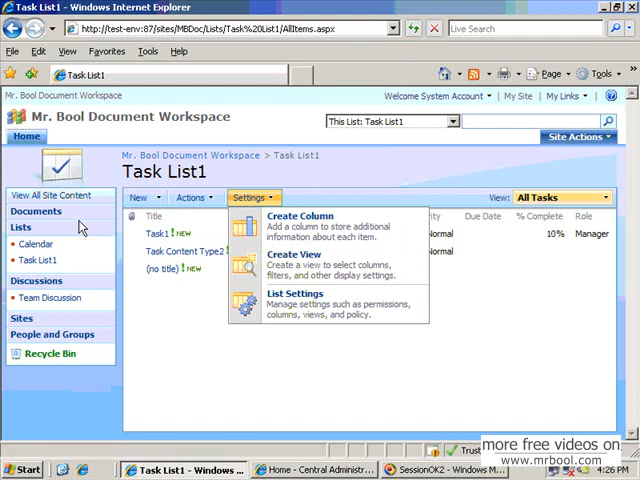 Task List1 - Windows Internet Explorer
http://test-env:87/sites/MBDoc/Lists/Task%20List1/AllItems.aspx
Live Search
File Edit View Favorites Tools Help
Task List1
Page Tools
Mr. Bool Document Workspace
Welcome System Account My Site My Links
Mr. Bool Document Workspace
This List: Task List1
Home
Site Actions
Mr. Bool Document Workspace > Task List1
Task List1
View All Site Content
Documents
Lists
Calendar
Task List1
Discussions
Team Discussion
Sites
People and Groups
Recycle Bin
New Actions Settings View: All Tasks
Title Due Date % Complete Role
Task1 ! NEW Normal 10% Manager
Task Content Type2 ! Normal
(no title) ! NEW
Create Column
Add a column to store additional
information about each item.
Create View
Create a view to select columns,
filters, and other display settings.
List Settings
Manage settings such as permissions,
columns, views, and policy.
more free videos on
www.mrbool.com
Start
Task List1 - Windows ...
Home - Central Administr...
SessionOK2 - Windows M...
4:26 PM